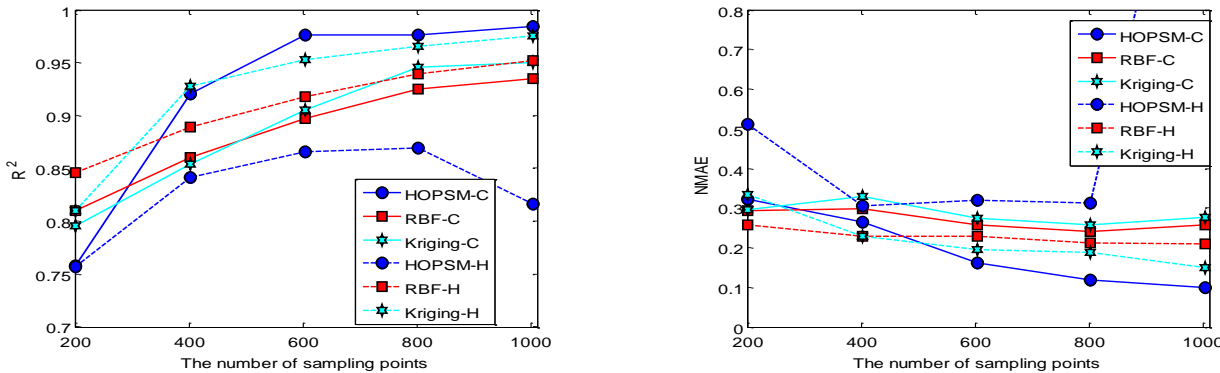 1
0.95
0.9
0.85
0.8
0.75
0.7
R²
200
400
600
800
1000
The number of sampling points
HOPSM-C
RBF-C
Kriging-C
HOPSM-H
RBF-H
Kriging-H
0.8
0.7
0.6
0.5
0.4
0.3
0.2
0.1
0
NMAE
200
400
600
800
1000
The number of sampling points
HOPSM-C
RBF-C
Kriging-C
HOPSM-H
RBF-H
Kriging-H